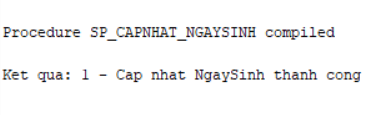 Procedure SP_CAPNHAT_NGAYSINH compiled
Ket qua: 1 - Cap nhat NgaySinh thanh cong